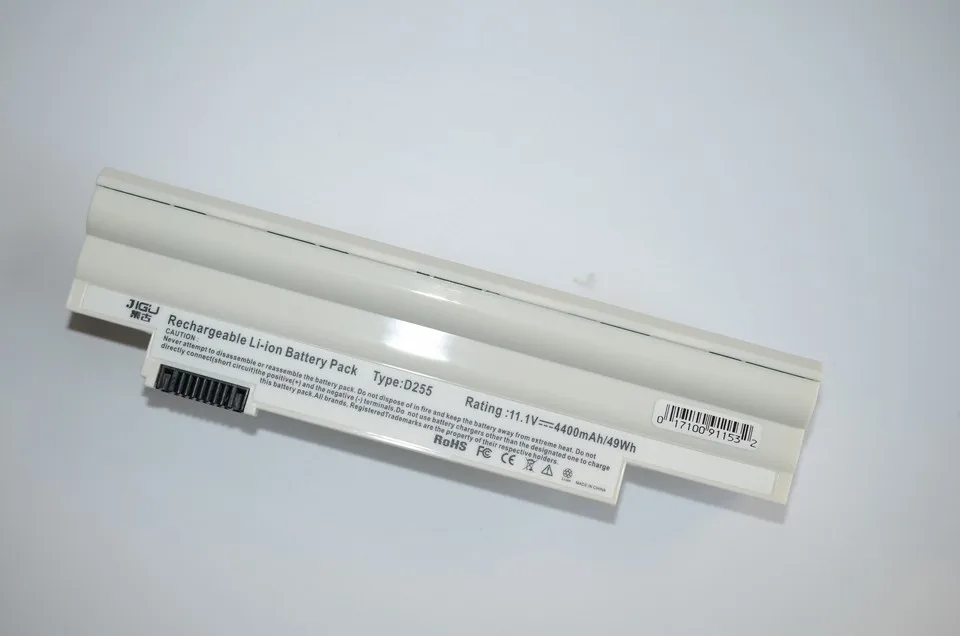 JIGU
集古
Rechargeable Li-ion Battery Pack Type:D255 Rating :11.1V⎓4400mAh/49Wh
CAUTION :
Never attempt to disassemble or reassemble the battery pack. Do not dispose of in fire and keep the battery away from extreme heat. Do not
directly connect(short circuit)the positive(+) and the negative (-) terminals.Do not use battery chargers other than the designated one to charge
this battery pack.All brands, RegisteredTrademarks are the property of their respective holders.
RoHS FC CE
Li-ion
MADE IN CHINA
0 17100 91153 2